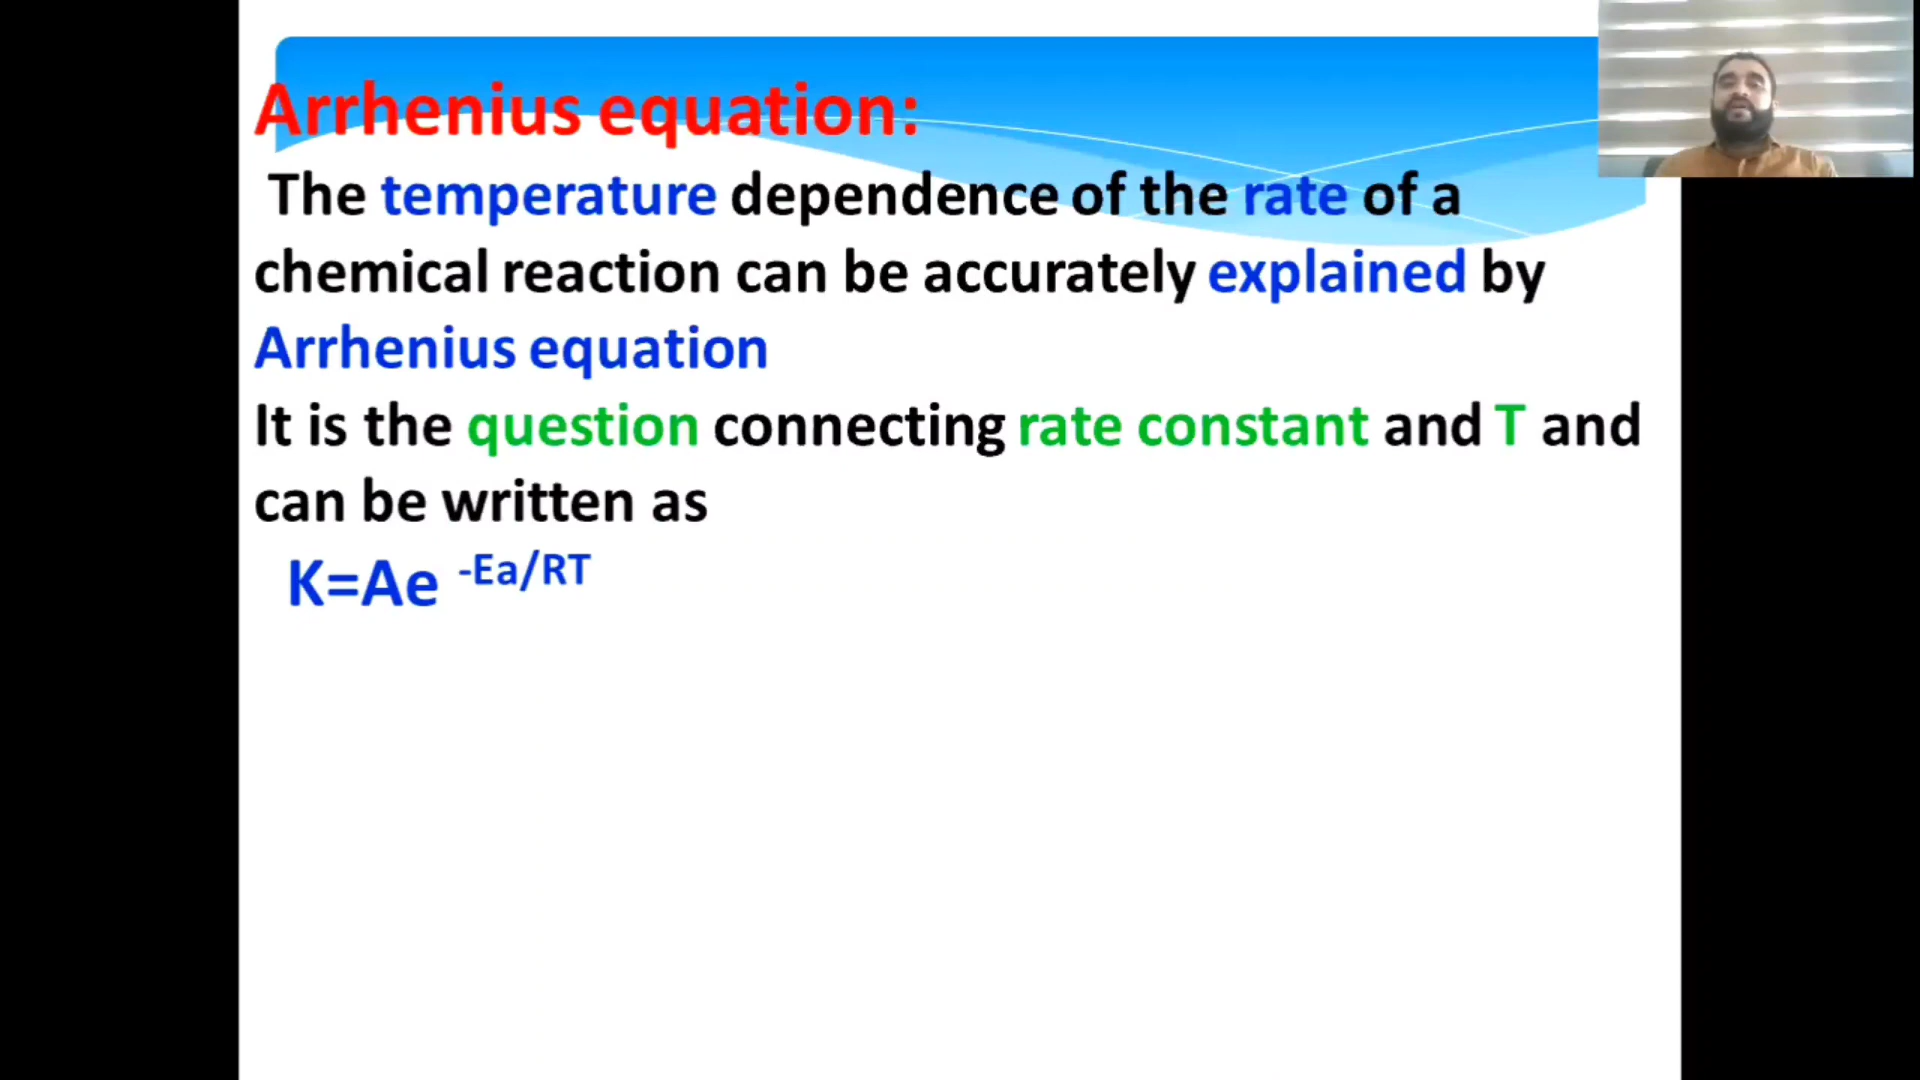 Arrhenius equation:
The temperature dependence of the rate of a
chemical reaction can be accurately explained by
Arrhenius equation
It is the question connecting rate constant and T and
can be written as
K=Ae -Ea/RT